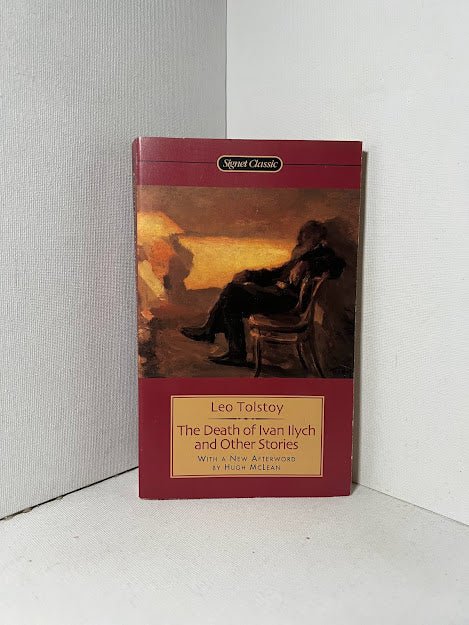 Signet Classic
Leo Tolstoy
The Death of Ivan Ilych
and Other Stories
WITH A NEW AFTERWORD
BY HUGH MCLEAN